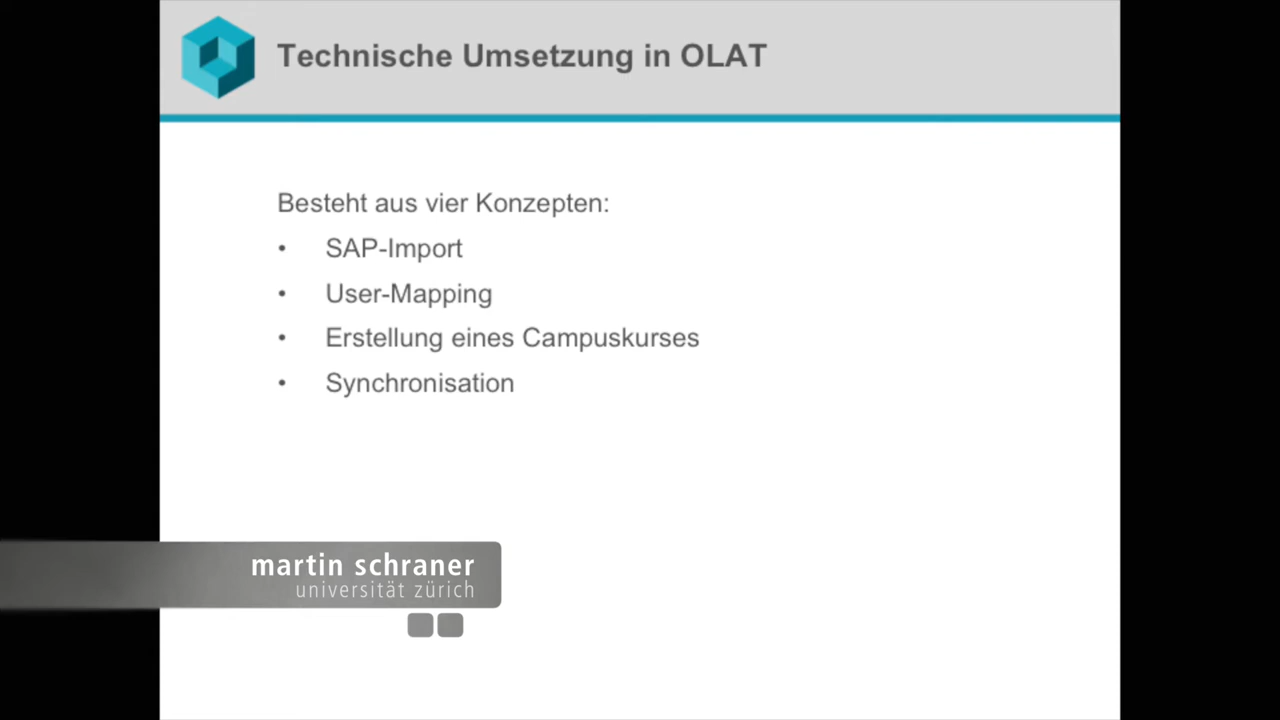 Technische Umsetzung in OLAT
Besteht aus vier Konzepten:
• SAP-Import
• User-Mapping
• Erstellung eines Campuskurses
• Synchronisation
martin schraner
universität zürich